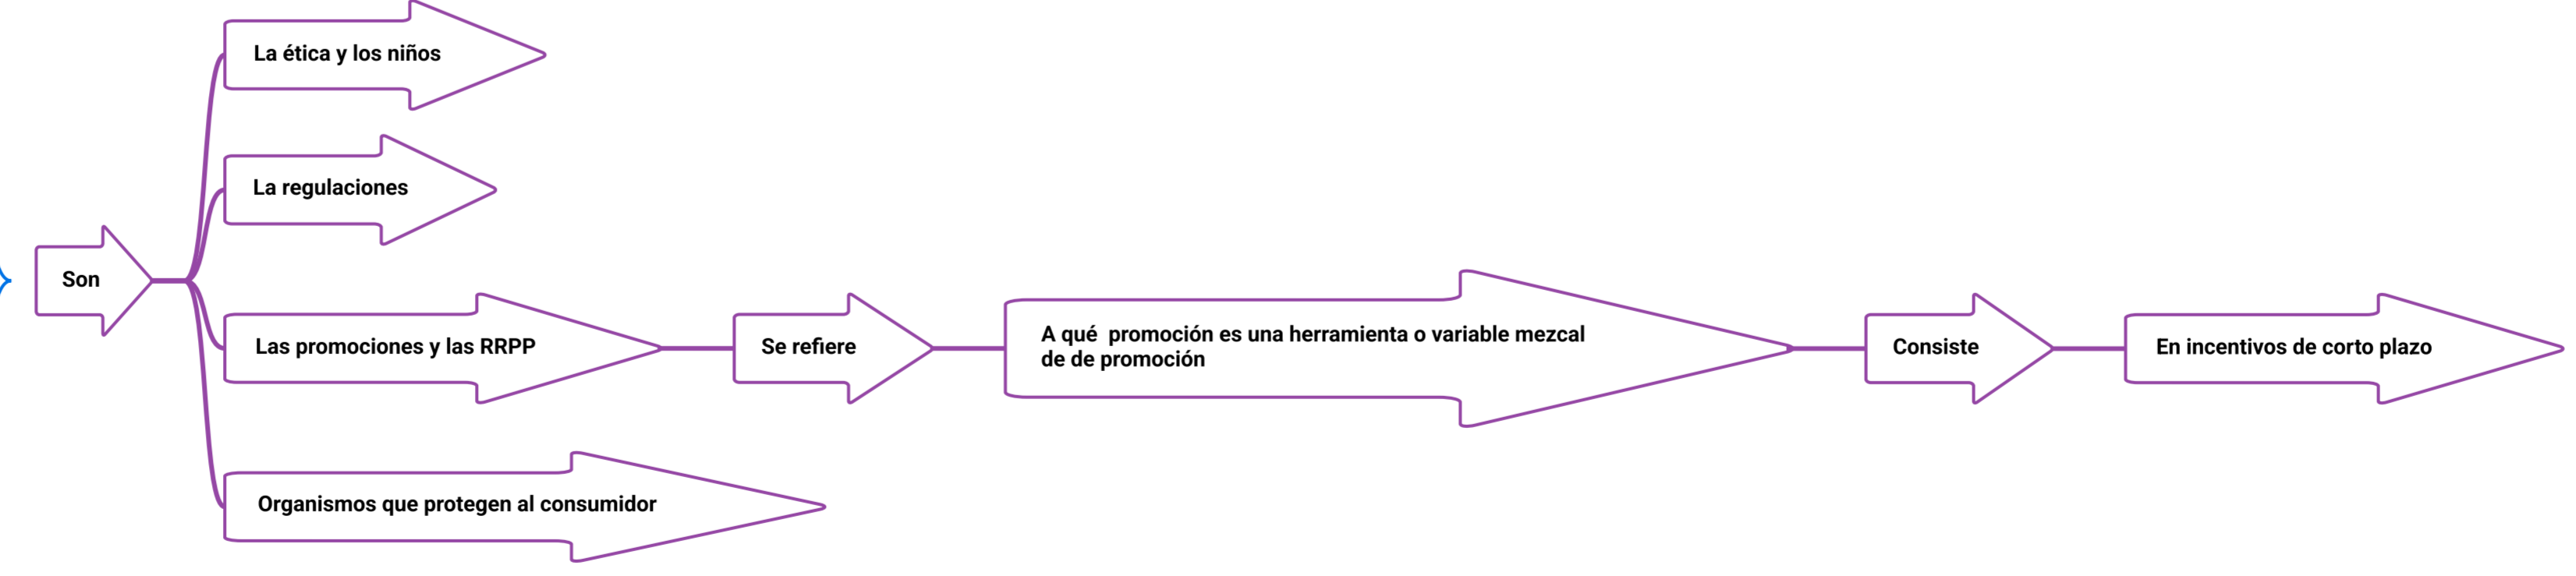 La ética y los niños
La regulaciones
Son
Las promociones y las RRPP
Se refiere
A qué  promoción es una herramienta o variable mezcal
de de promoción
Consiste
En incentivos de corto plazo
Organismos que protegen al consumidor